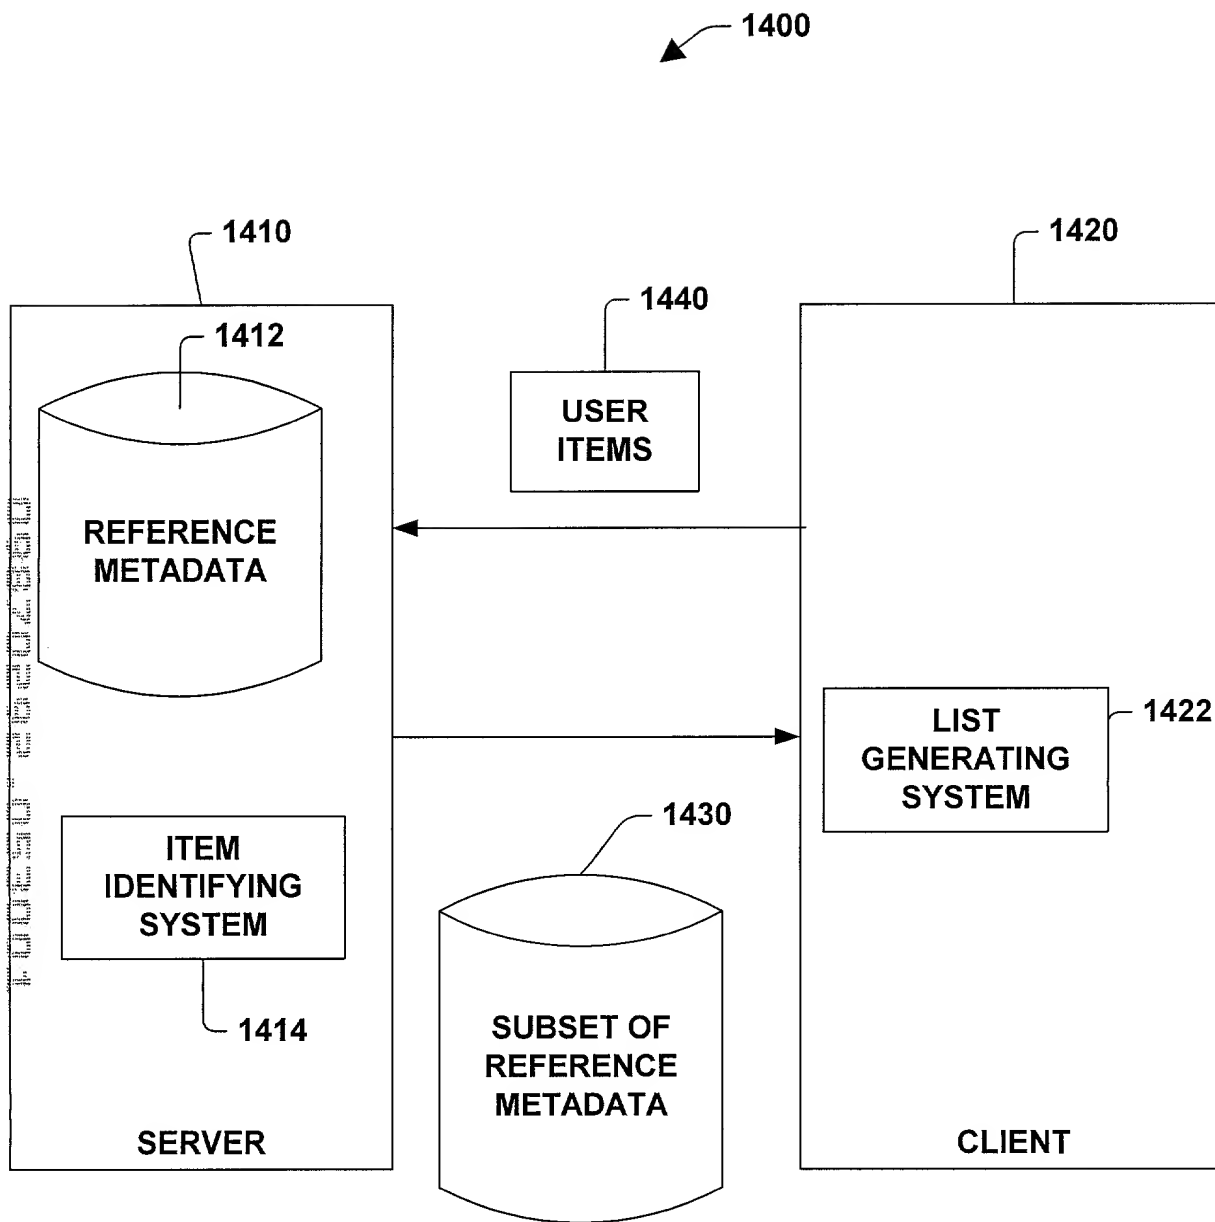 1400
1410
1420
1440
1412
USER
ITEMS
REFERENCE
METADATA
LIST
GENERATING
SYSTEM
1422
1430
ITEM
IDENTIFYING
SYSTEM
1414
SUBSET OF
REFERENCE
METADATA
SERVER
CLIENT